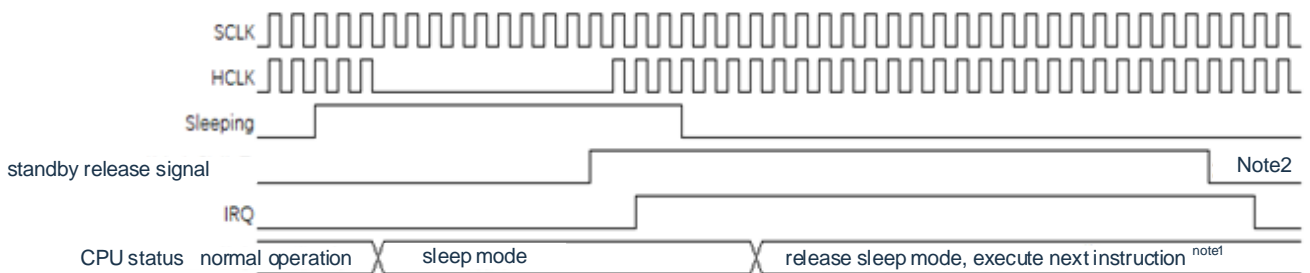 SCLK
HCLK
Sleeping
standby release signal Note2
IRQ
CPU status normal operation sleep mode release sleep mode, execute next instruction note1